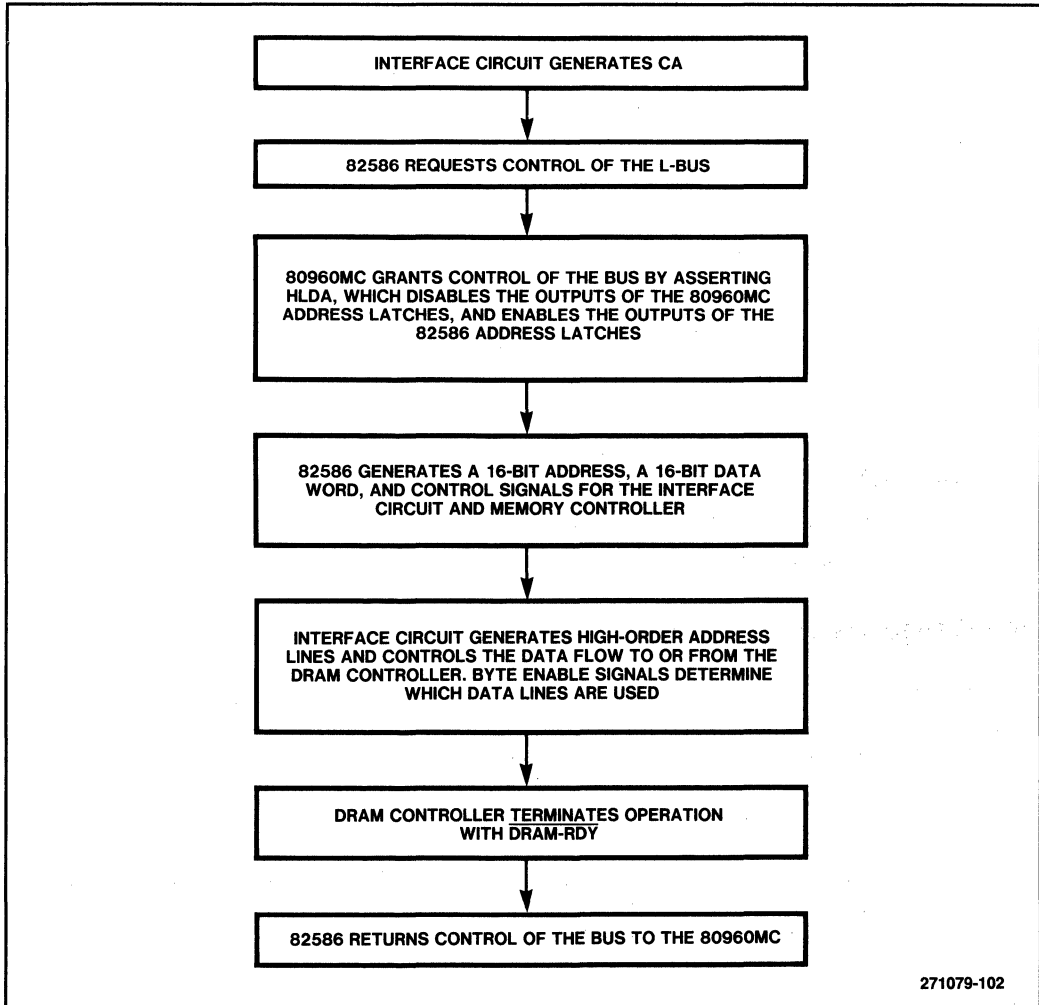 INTERFACE CIRCUIT GENERATES CA
82586 REQUESTS CONTROL OF THE L-BUS
80960MC GRANTS CONTROL OF THE BUS BY ASSERTING
HLDA, WHICH DISABLES THE OUTPUTS OF THE 80960MC
ADDRESS LATCHES, AND ENABLES THE OUTPUTS OF THE
82586 ADDRESS LATCHES
82586 GENERATES A 16-BIT ADDRESS, A 16-BIT DATA
WORD, AND CONTROL SIGNALS FOR THE INTERFACE
CIRCUIT AND MEMORY CONTROLLER
INTERFACE CIRCUIT GENERATES HIGH-ORDER ADDRESS
LINES AND CONTROLS THE DATA FLOW TO OR FROM THE
DRAM CONTROLLER. BYTE ENABLE SIGNALS DETERMINE
WHICH DATA LINES ARE USED
DRAM CONTROLLER TERMINATES OPERATION
WITH DRAM-RDY
82586 RETURNS CONTROL OF THE BUS TO THE 80960MC
271079-102